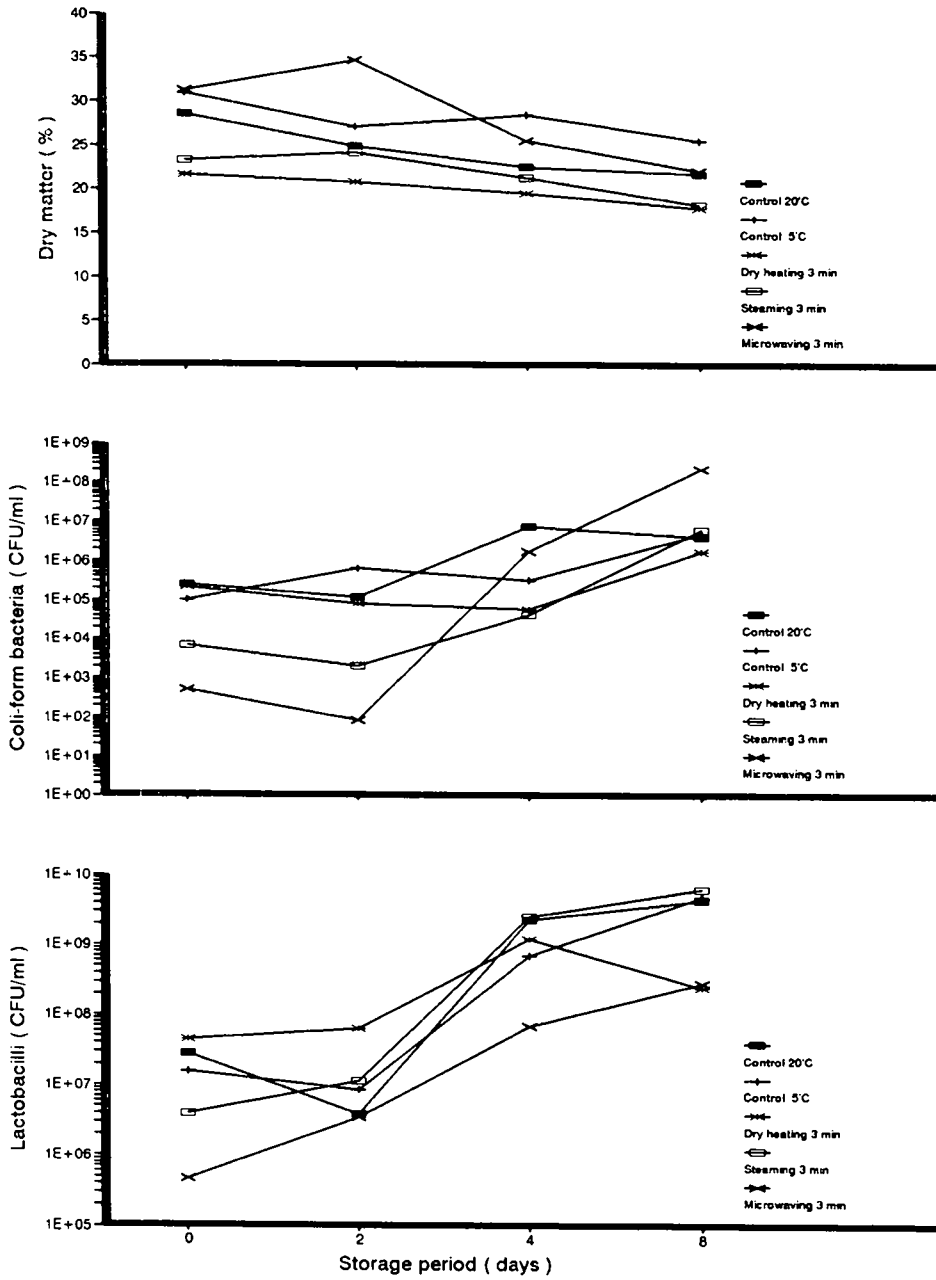 40
35
30
25
20
15
10
5
0
Dry matter ( % )
Control 20°C
Control 5°C
Dry heating 3 min
Steaming 3 min
Microwaving 3 min
1E+09
1E+08
1E+07
1E+06
1E+05
1E+04
1E+03
1E+02
1E+01
1E+00
Coli-form bacteria ( CFU/ml )
Control 20°C
Control 5°C
Dry heating 3 min
Steaming 3 min
Microwaving 3 min
1E+10
1E+09
1E+08
1E+07
1E+06
1E+05
Lactobacilli ( CFU/ml )
Control 20°C
Control 5°C
Dry heating 3 min
Steaming 3 min
Microwaving 3 min
0 2 4 8
Storage period ( days )